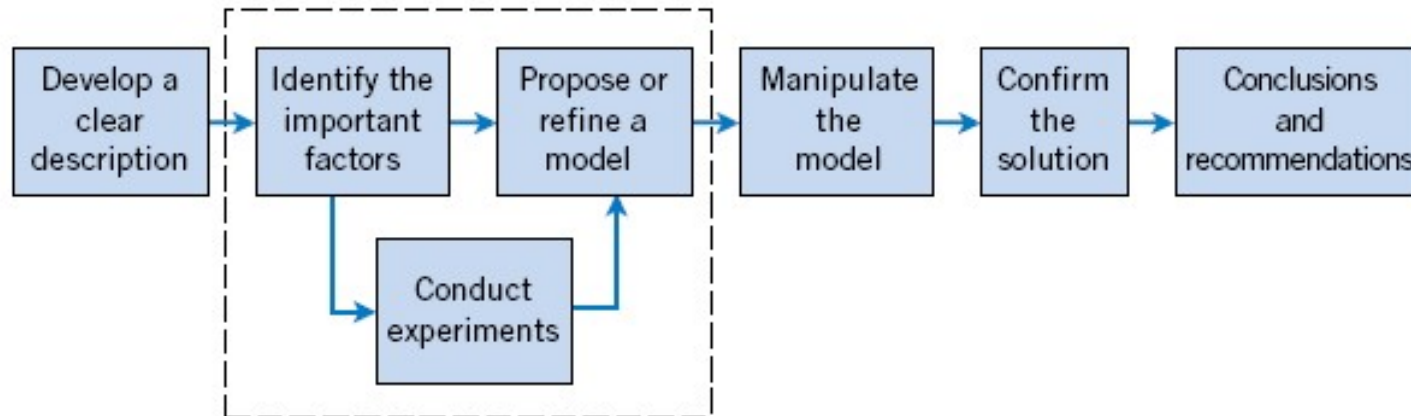 Develop a
clear
description
Identify the
important
factors
Propose or
refine a
model
Manipulate
the
model
Confirm
the
solution
Conclusions
and
recommendations
Conduct
experiments